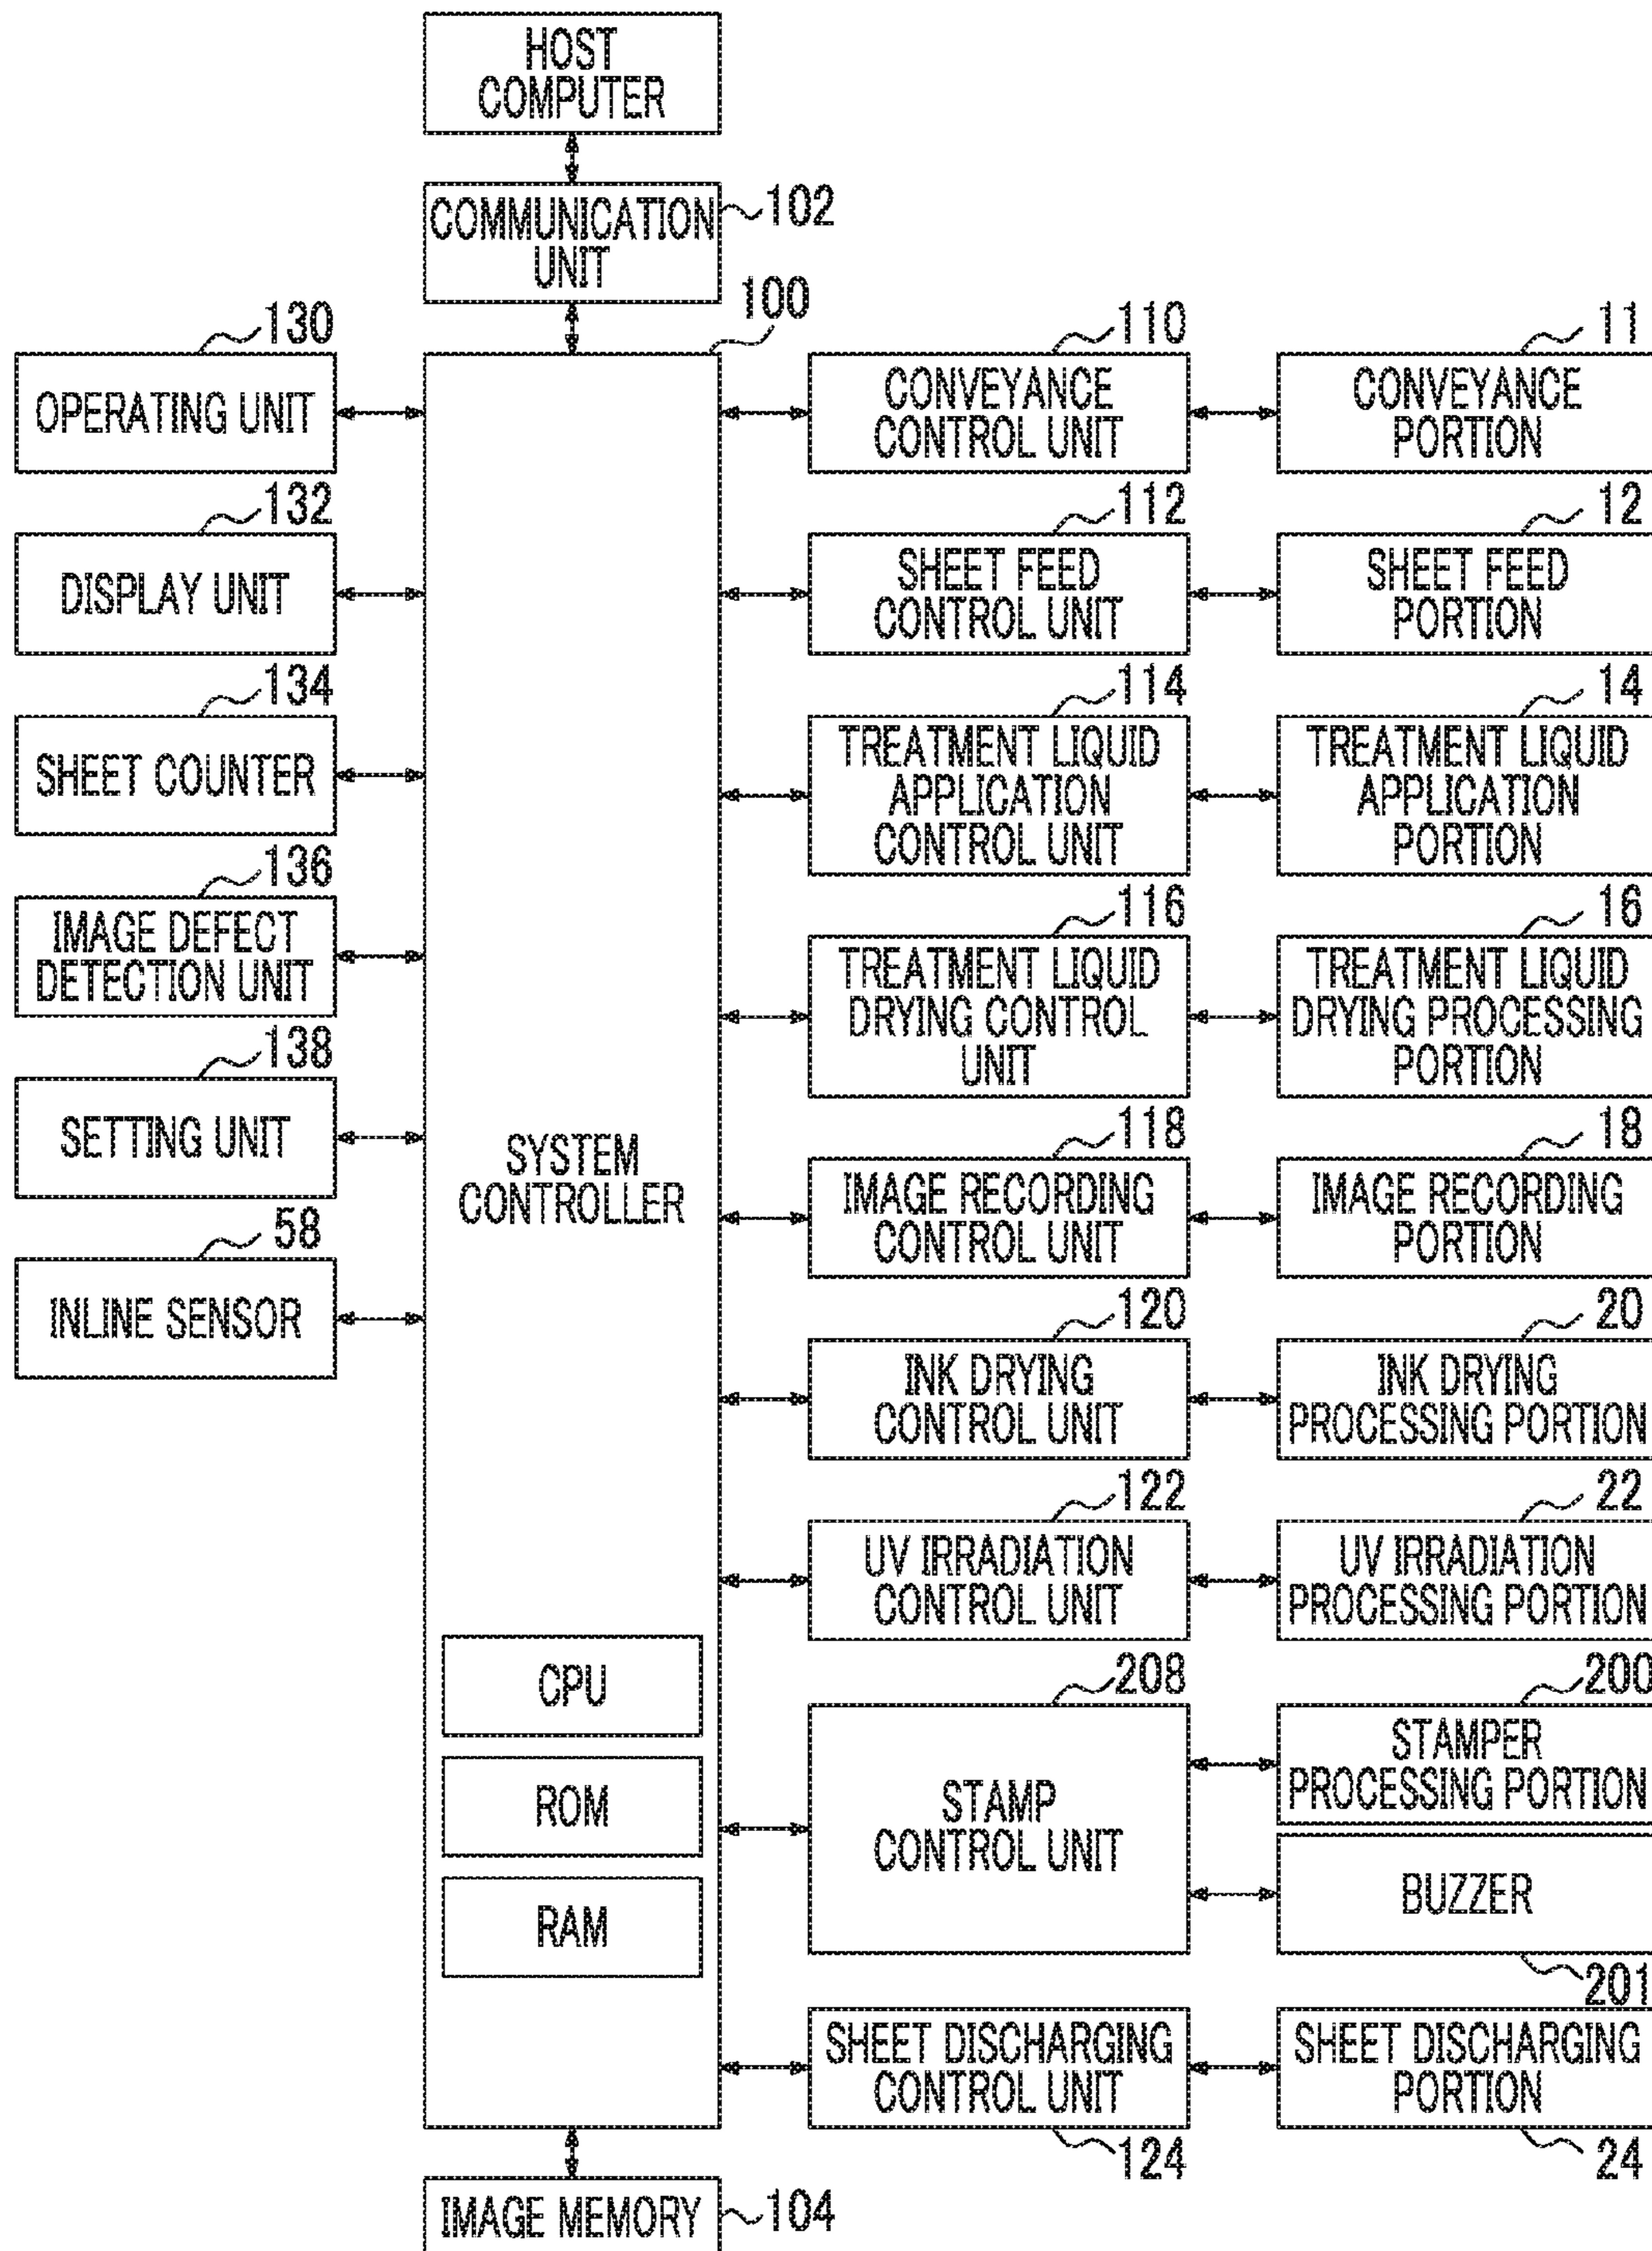 HOST
COMPUTER
COMMUNICATION
UNIT
102
100
130
OPERATING UNIT
132
DISPLAY UNIT
134
SHEET COUNTER
136
IMAGE DEFECT
DETECTION UNIT
138
SETTING UNIT
58
INLINE SENSOR
SYSTEM
CONTROLLER
CPU
ROM
RAM
110
CONVEYANCE
CONTROL UNIT
11
CONVEYANCE
PORTION
112
SHEET FEED
CONTROL UNIT
12
SHEET FEED
PORTION
114
TREATMENT LIQUID
APPLICATION
CONTROL UNIT
14
TREATMENT LIQUID
APPLICATION
PORTION
116
TREATMENT LIQUID
DRYING CONTROL
UNIT
16
TREATMENT LIQUID
DRYING PROCESSING
PORTION
118
IMAGE RECORDING
CONTROL UNIT
18
IMAGE RECORDING
PORTION
120
INK DRYING
CONTROL UNIT
20
INK DRYING
PROCESSING PORTION
122
UV IRRADIATION
CONTROL UNIT
22
UV IRRADIATION
PROCESSING PORTION
208
STAMP
CONTROL UNIT
200
STAMPER
PROCESSING PORTION
BUZZER
201
SHEET DISCHARGING
CONTROL UNIT
124
SHEET DISCHARGING
PORTION
24
IMAGE MEMORY
104